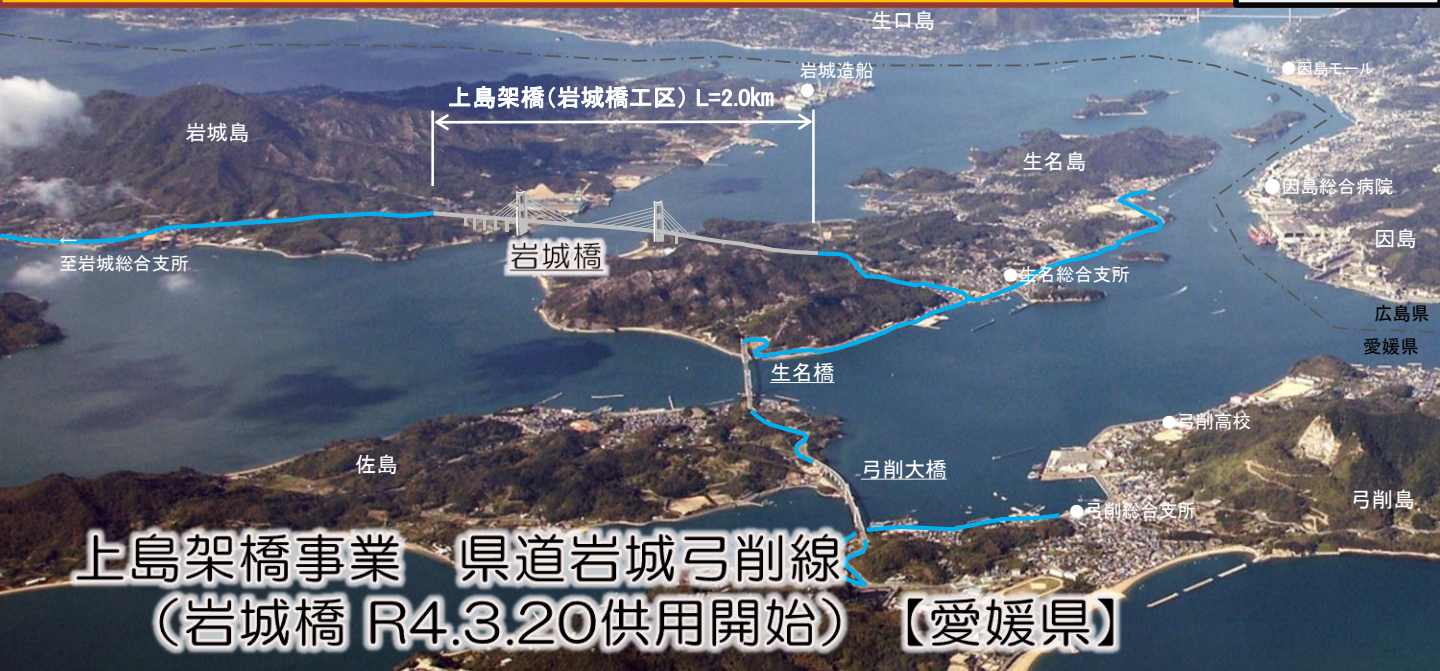 生口島
岩城造船
因島モール
上島架橋(岩城橋工区) L=2.0km
岩城島
生名島
因島総合病院
因島
岩城橋
←
至岩城総合支所
生名総合支所
広島県
愛媛県
生名橋
弓削高校
佐島
弓削大橋
弓削島
弓削総合支所
上島架橋事業　県道岩城弓削線
(岩城橋 R4.3.20供用開始) 【愛媛県】